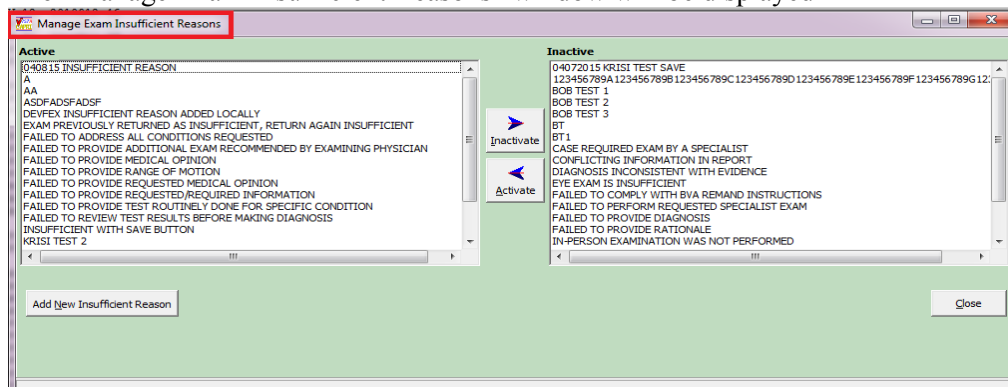 Manage Exam Insufficient Reasons
Active
040815 INSUFFICIENT REASON
A
AA
ASDFADSFADSF
DEVFEX INSUFFICIENT REASON ADDED LOCALLY
EXAM PREVIOUSLY RETURNED AS INSUFFICIENT, RETURN AGAIN INSUFFICIENT
FAILED TO ADDRESS ALL CONDITIONS REQUESTED
FAILED TO PROVIDE ADDITIONAL EXAM RECOMMENDED BY EXAMINING PHYSICIAN
FAILED TO PROVIDE MEDICAL OPINION
FAILED TO PROVIDE RANGE OF MOTION
FAILED TO PROVIDE REQUESTED MEDICAL OPINION
FAILED TO PROVIDE REQUESTED/REQUIRED INFORMATION
FAILED TO PROVIDE TEST ROUTINELY DONE FOR SPECIFIC CONDITION
FAILED TO REVIEW TEST RESULTS BEFORE MAKING DIAGNOSIS
INSUFFICIENT WITH SAVE BUTTON
KRISI TEST 2
Inactivate
Activate
Inactive
04072015 KRISI TEST SAVE
123456789A123456789B123456789C123456789D123456789E123456789F123456789G12
BOB TEST 1
BOB TEST 2
BOB TEST 3
BT
BT1
CASE REQUIRED EXAM BY A SPECIALIST
CONFLICTING INFORMATION IN REPORT
DIAGNOSIS INCONSISTENT WITH EVIDENCE
EYE EXAM IS INSUFFICIENT
FAILED TO COMPLY WITH BVA REMAND INSTRUCTIONS
FAILED TO PERFORM REQUESTED SPECIALIST EXAM
FAILED TO PROVIDE DIAGNOSIS
FAILED TO PROVIDE RATIONALE
IN-PERSON EXAMINATION WAS NOT PERFORMED
Add New Insufficient Reason
Close